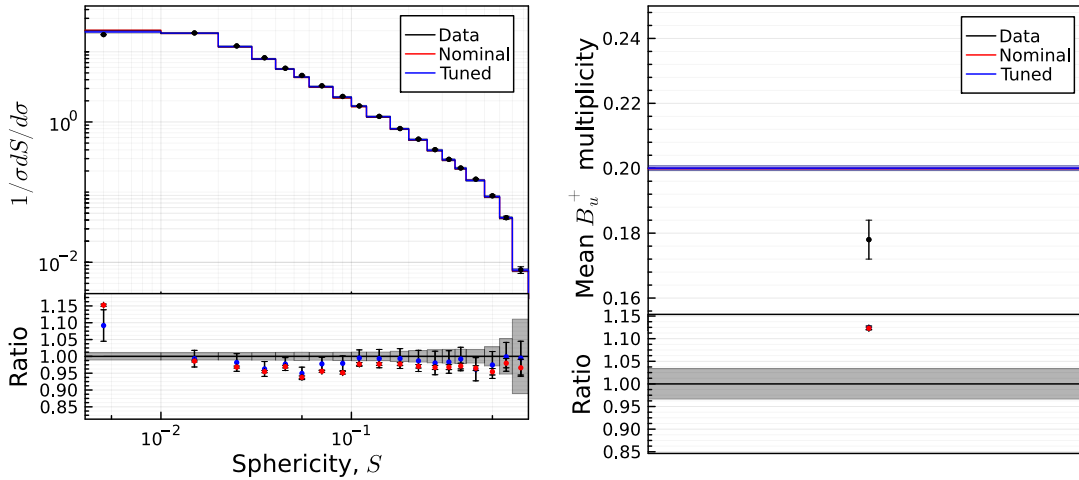 Data
Nominal
Tuned
10^0
10^{-2}
1/σdS/dσ
1.15
1.10
1.05
1.00
0.95
0.90
0.85
Ratio
10^{-2}
10^{-1}
Sphericity, S
Data
Nominal
Tuned
0.24
0.22
0.20
0.18
0.16
Mean B_u^+ multiplicity
1.15
1.10
1.05
1.00
0.95
0.90
0.85
Ratio